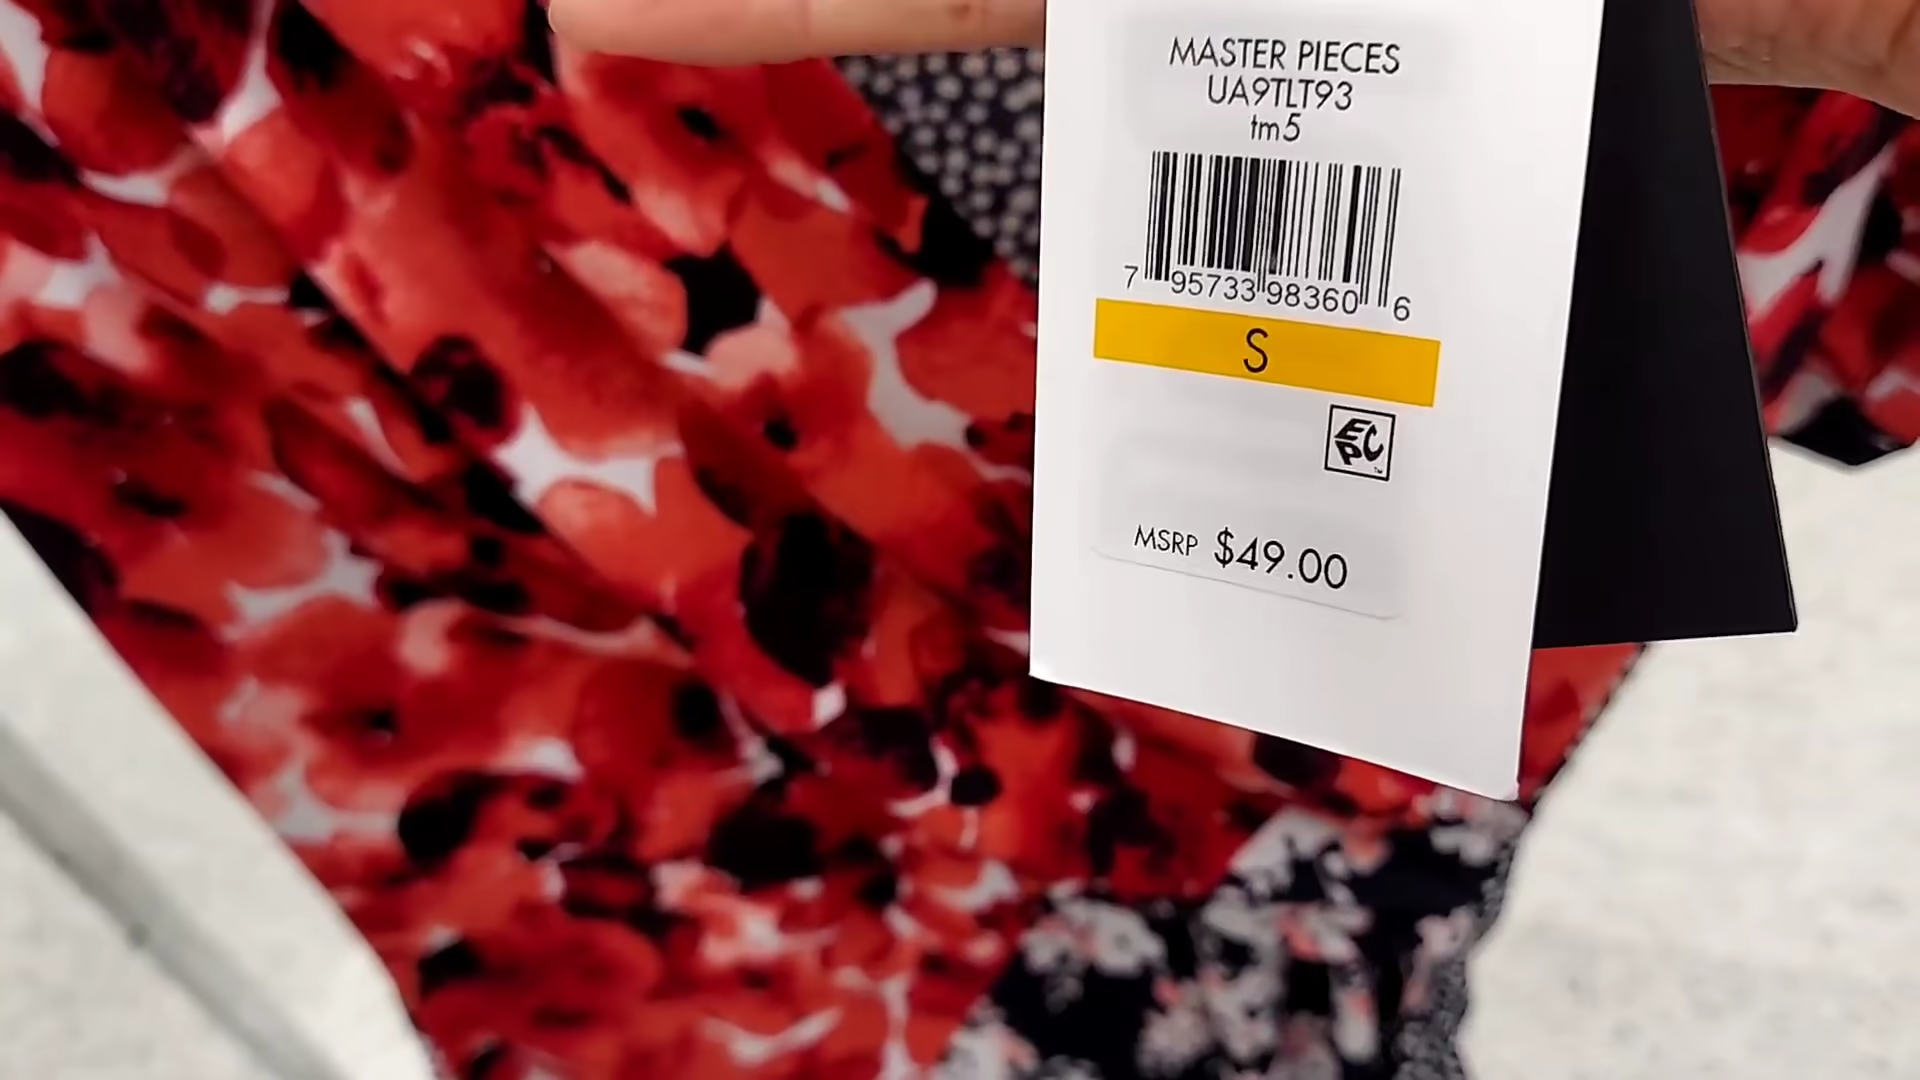 MASTER PIECES
UA9TLT93
tm5
7 95733 98360 6
S
EPC
MSRP $49.00